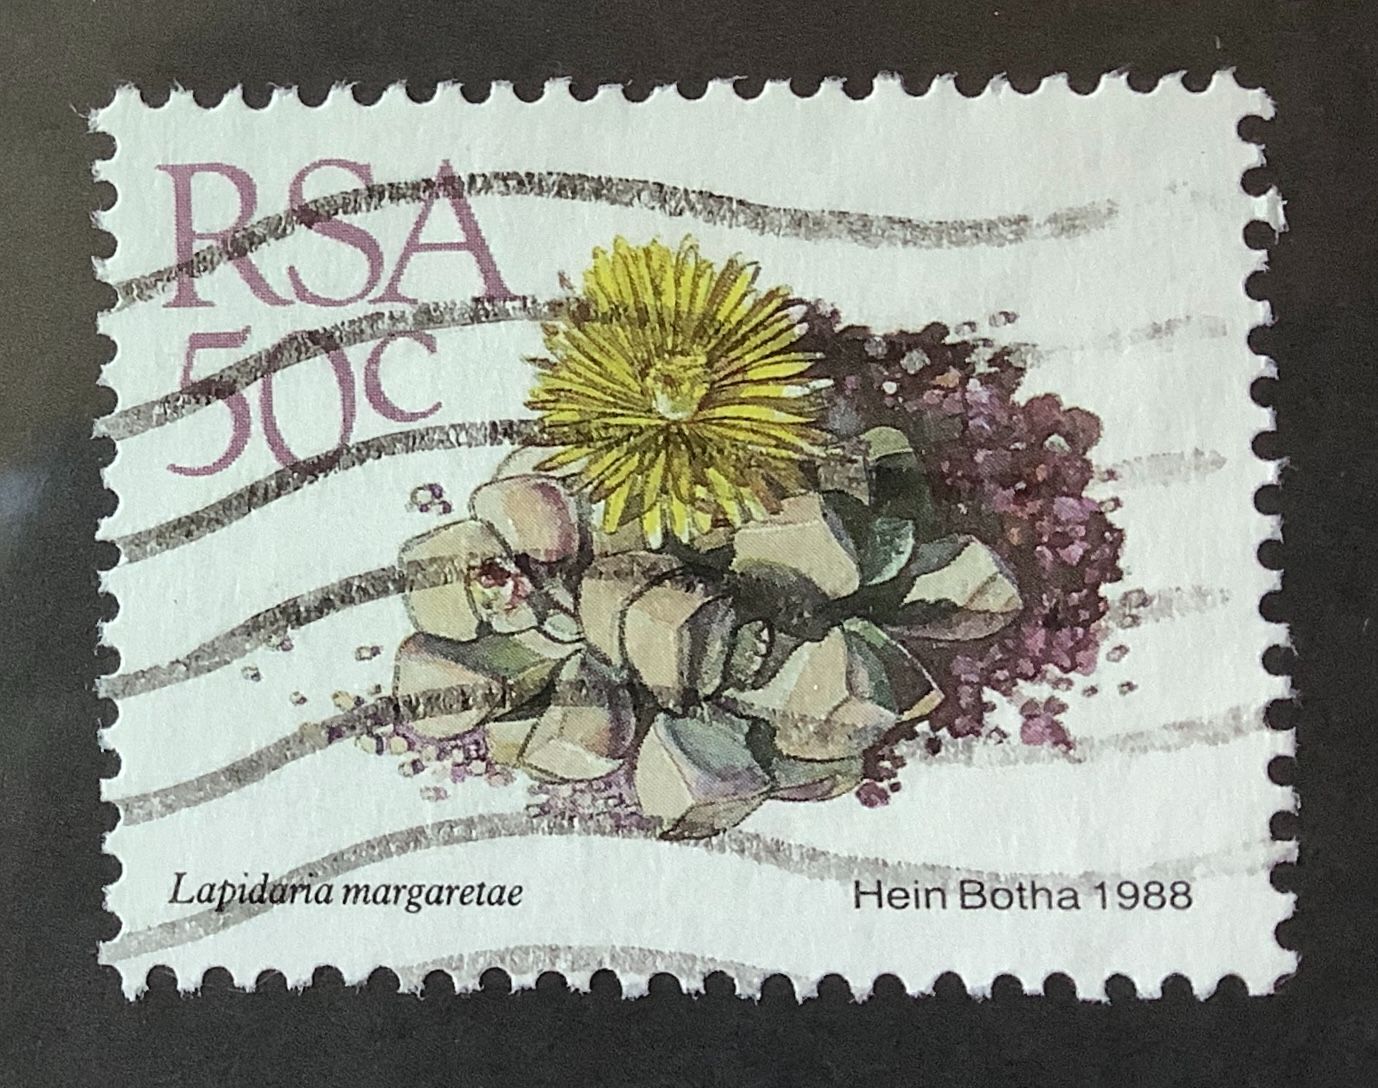 RSA
50c
Lapidaria margaretae
Hein Botha 1988